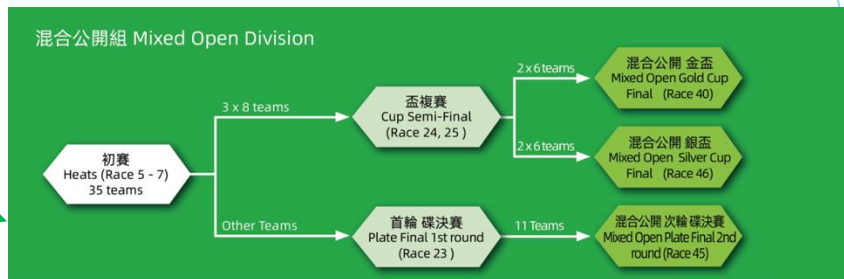 混合公開組 Mixed Open Division
初賽
Heats (Race 5 - 7)
35 teams
3 x 8 teams
盃複賽
Cup Semi-Final
(Race 24, 25 )
2 x 6 teams
混合公開 金盃
Mixed Open Gold Cup
Final (Race 40)
2 x 6 teams
混合公開 銀盃
Mixed Open Silver Cup
Final (Race 46)
Other Teams
首輪 碟決賽
Plate Final 1st round
(Race 23 )
11 Teams
混合公開 次輪 碟決賽
Mixed Open Plate Final 2nd
round (Race 45)